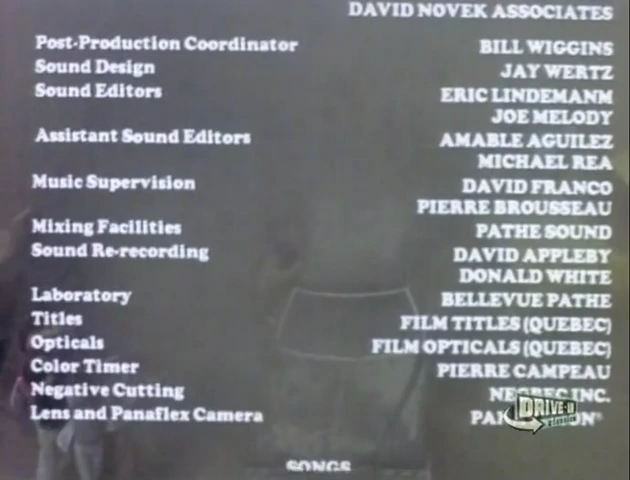 DAVID NOVEK ASSOCIATES
Post-Production Coordinator BILL WIGGINS
Sound Design JAY WERTZ
Sound Editors ERIC LINDEMANM
JOE MELODY
Assistant Sound Editors AMABLE AGUILEZ
MICHAEL REA
Music Supervision DAVID FRANCO
PIERRE BROUSSEAU
Mixing Facilities PATHE SOUND
Sound Re-recording DAVID APPLEBY
DONALD WHITE
Laboratory BELLEVUE PATHE
Titles FILM TITLES (QUEBEC)
Opticals FILM OPTICALS (QUEBEC)
Color Timer PIERRE CAMPEAU
Negative Cutting INC.
Lens and Panaflex Camera
DRIVE-IN
SONGS